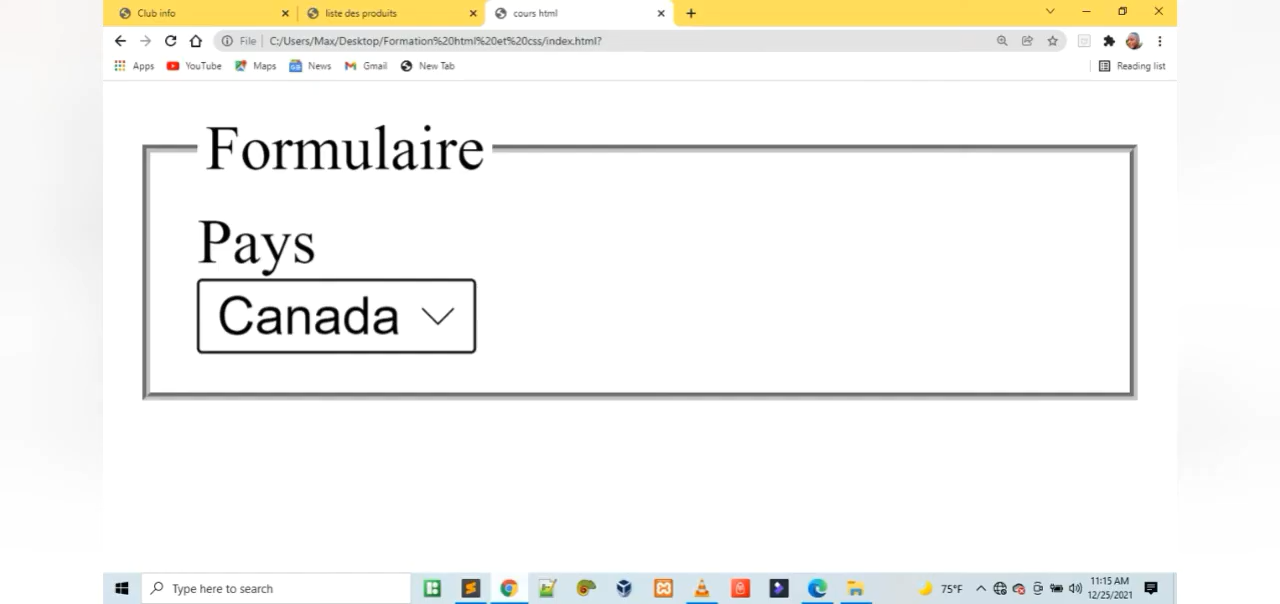 Club info
liste des produits
cours html
File
C:/Users/Max/Desktop/Formation%20html%20et%20css/index.html?
Apps
YouTube
Maps
News
Gmail
New Tab
Reading list
Formulaire
Pays
Canada
Type here to search
75°F
11:15 AM
12/25/2021